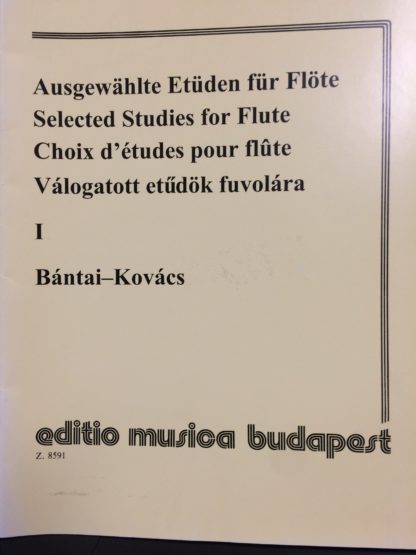 Ausgewählte Etüden für Flöte
Selected Studies for Flute
Choix d'études pour flûte
Válogatott etűdök fuvolára
I
Bántai–Kovács
editio musica budapest
Z. 8591